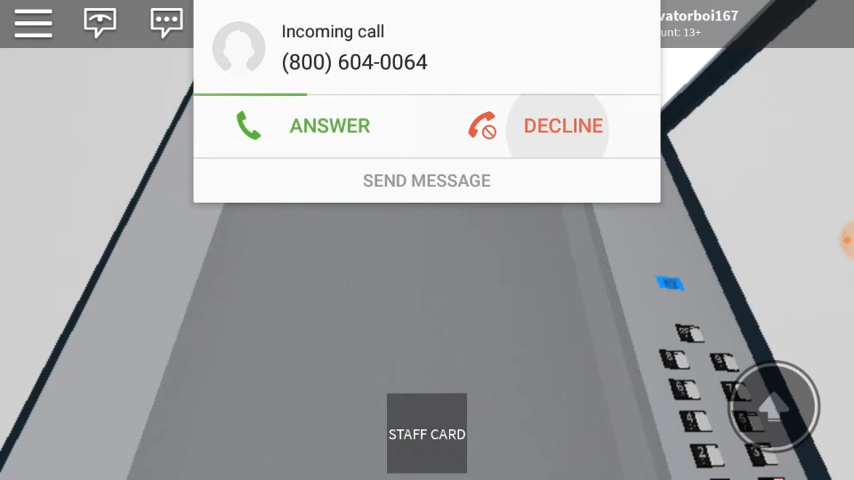 Incoming call
(800) 604-0064
ANSWER
DECLINE
SEND MESSAGE
vatorboi167
unt: 13+
STAFF CARD